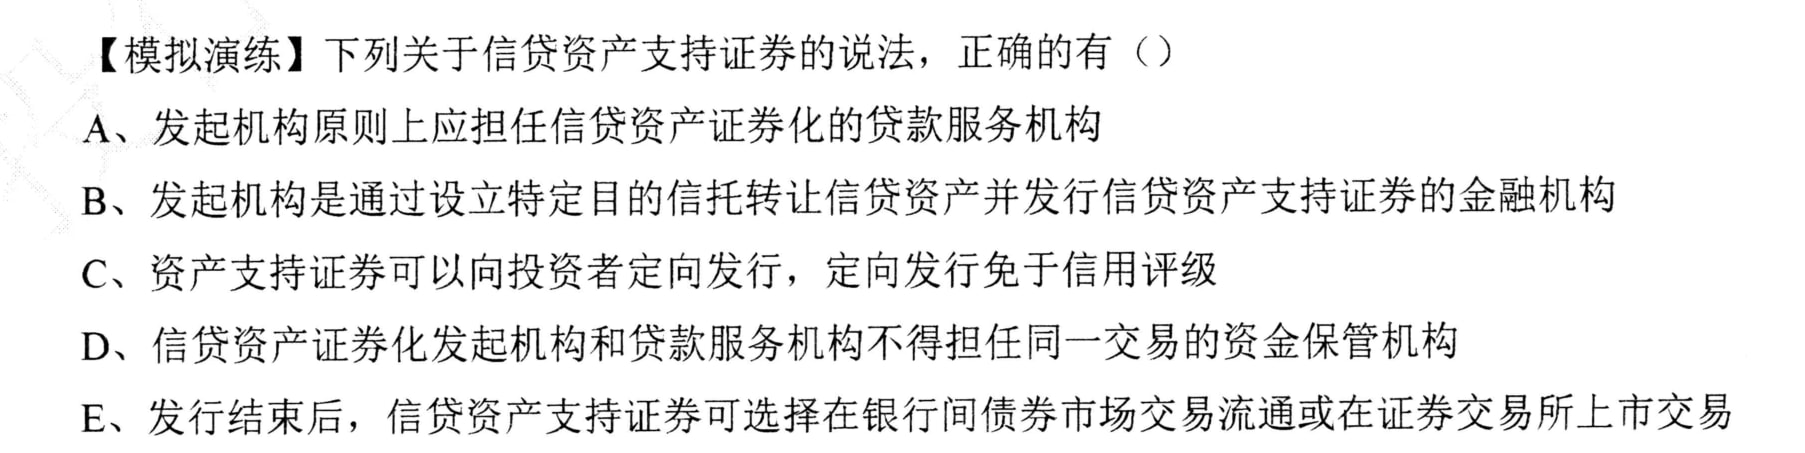 【模拟演练】下列关于信贷资产支持证券的说法，正确的有（）
A、发起机构原则上应担任信贷资产证券化的贷款服务机构
B、发起机构是通过设立特定目的信托转让信贷资产并发行信贷资产支持证券的金融机构
C、资产支持证券可以向投资者定向发行，定向发行免于信用评级
D、信贷资产证券化发起机构和贷款服务机构不得担任同一交易的资金保管机构
E、发行结束后，信贷资产支持证券可选择在银行间债券市场交易流通或在证券交易所上市交易